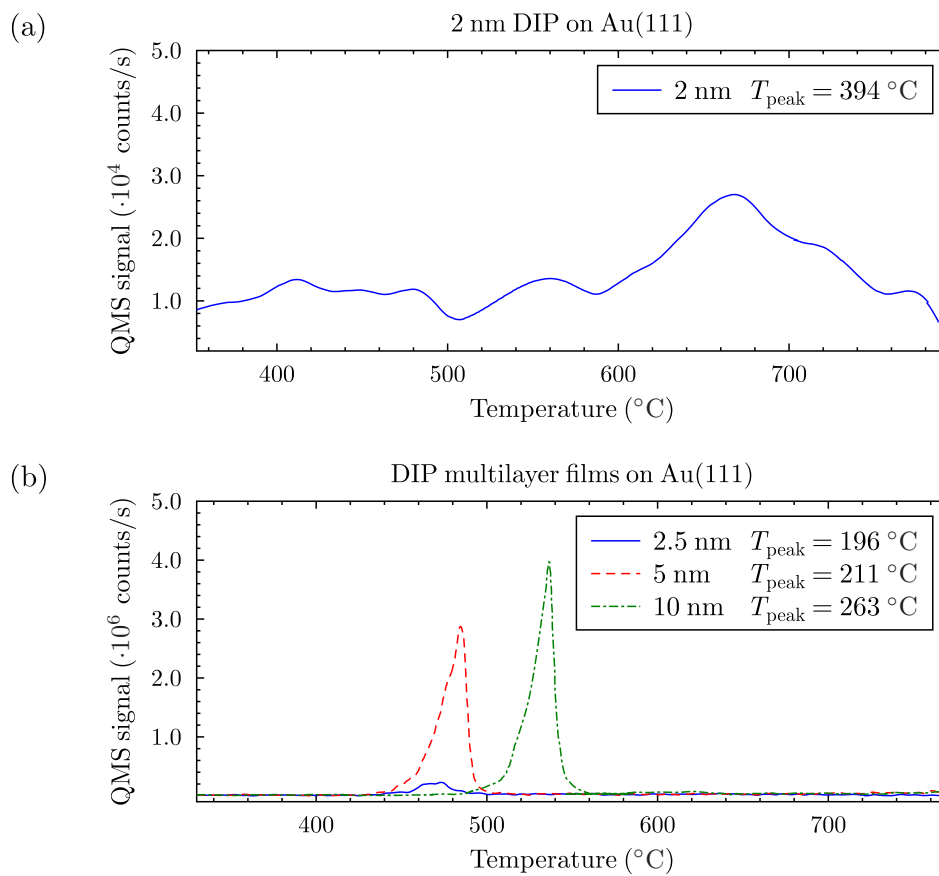 (a)
2 nm DIP on Au(111)
QMS signal (·10⁴ counts/s)
5.0
4.0
3.0
2.0
1.0
2 nm T_peak = 394 °C
400 500 600 700
Temperature (°C)
(b)
DIP multilayer films on Au(111)
QMS signal (·10⁶ counts/s)
5.0
4.0
3.0
2.0
1.0
2.5 nm T_peak = 196 °C
5 nm T_peak = 211 °C
10 nm T_peak = 263 °C
400 500 600 700
Temperature (°C)